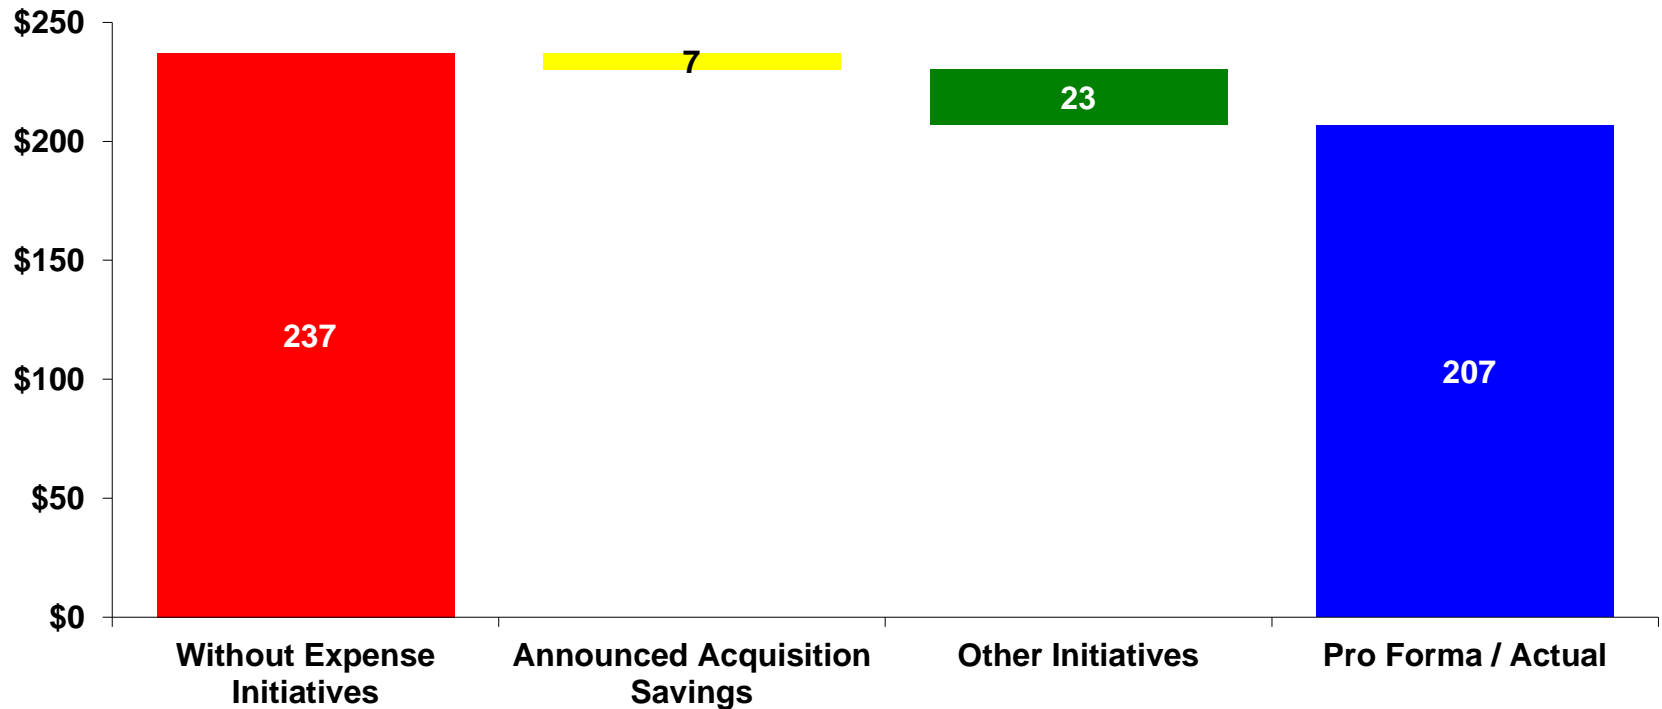 $250
$200
$150
$100
$50
$0
237
7
23
207
Without Expense
Initiatives
Announced Acquisition
Savings
Other Initiatives
Pro Forma / Actual